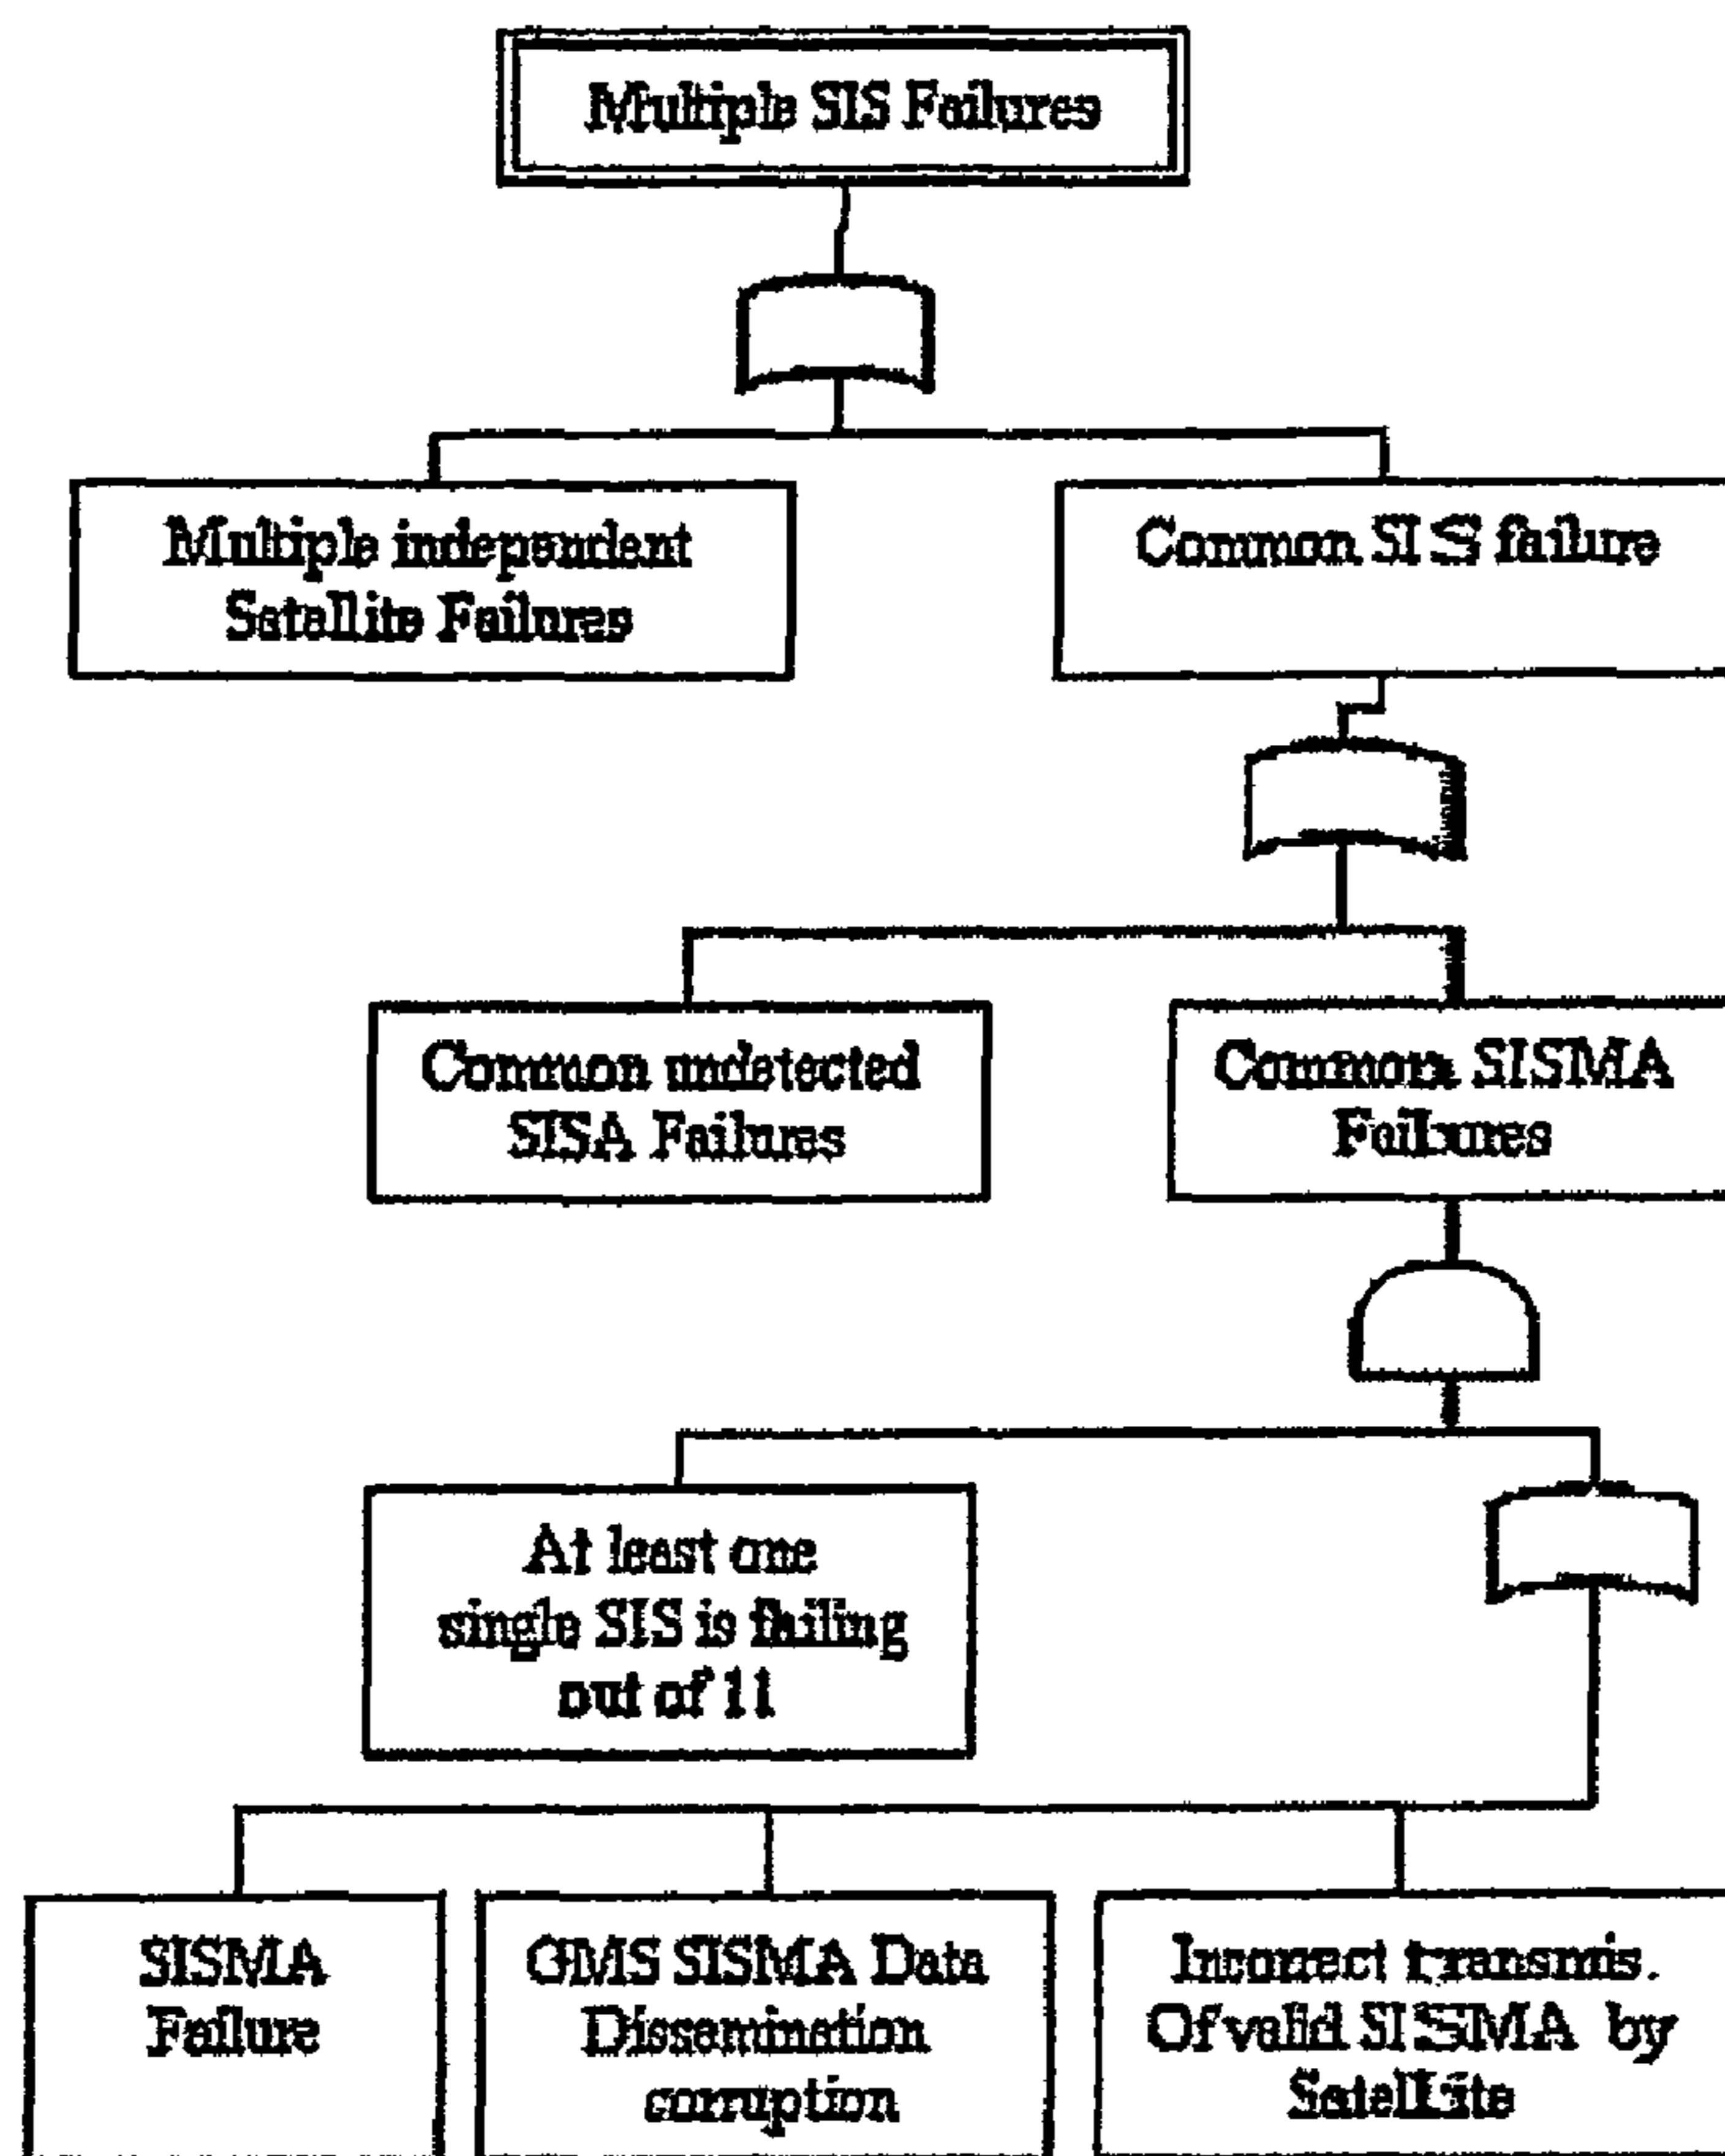 Multiple SIS Failures
Multiple independent
Satellite Failures
Common SIS failure
Common undetected
SISA Failures
Common SISMA
Failures
At least one
single SIS is failing
out of 11
SISMA
Failure
GMS SISMA Data
Dissemination
corruption
Incorrect transmis.
Of valid SISMA by
Satellite